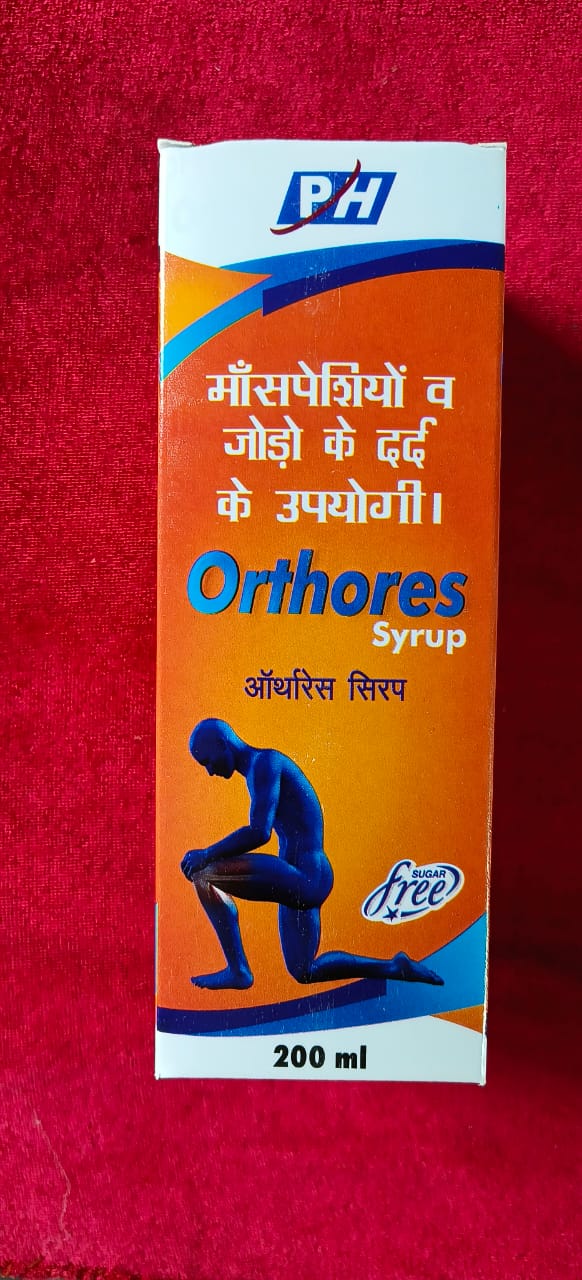 PH
माँसपेशियों व
जोड़ो के दर्द
के उपयोगी।
Orthores
Syrup
ऑर्थारेस सिरप
SUGAR
free
200 ml